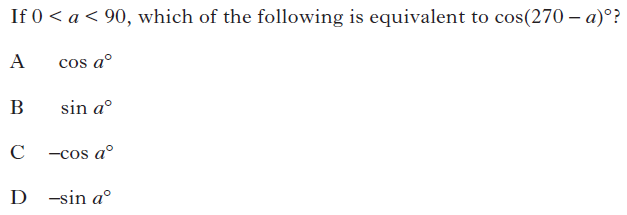 If 0 < a < 90, which of the following is equivalent to cos(270 – a)°?
A cos a°
B sin a°
C –cos a°
D –sin a°